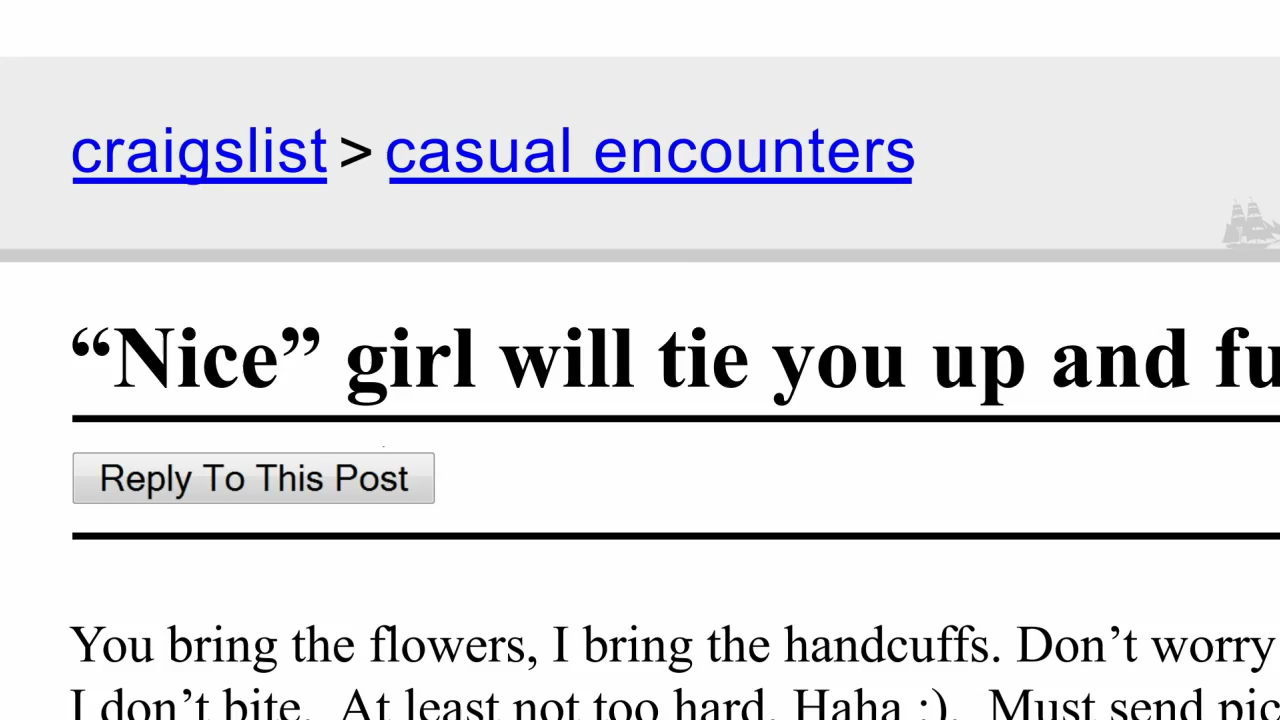 craigslist > casual encounters
“Nice” girl will tie you up and fu
Reply To This Post
You bring the flowers, I bring the handcuffs. Don’t worry
I don’t bite. At least not too hard. Haha :). Must send pic